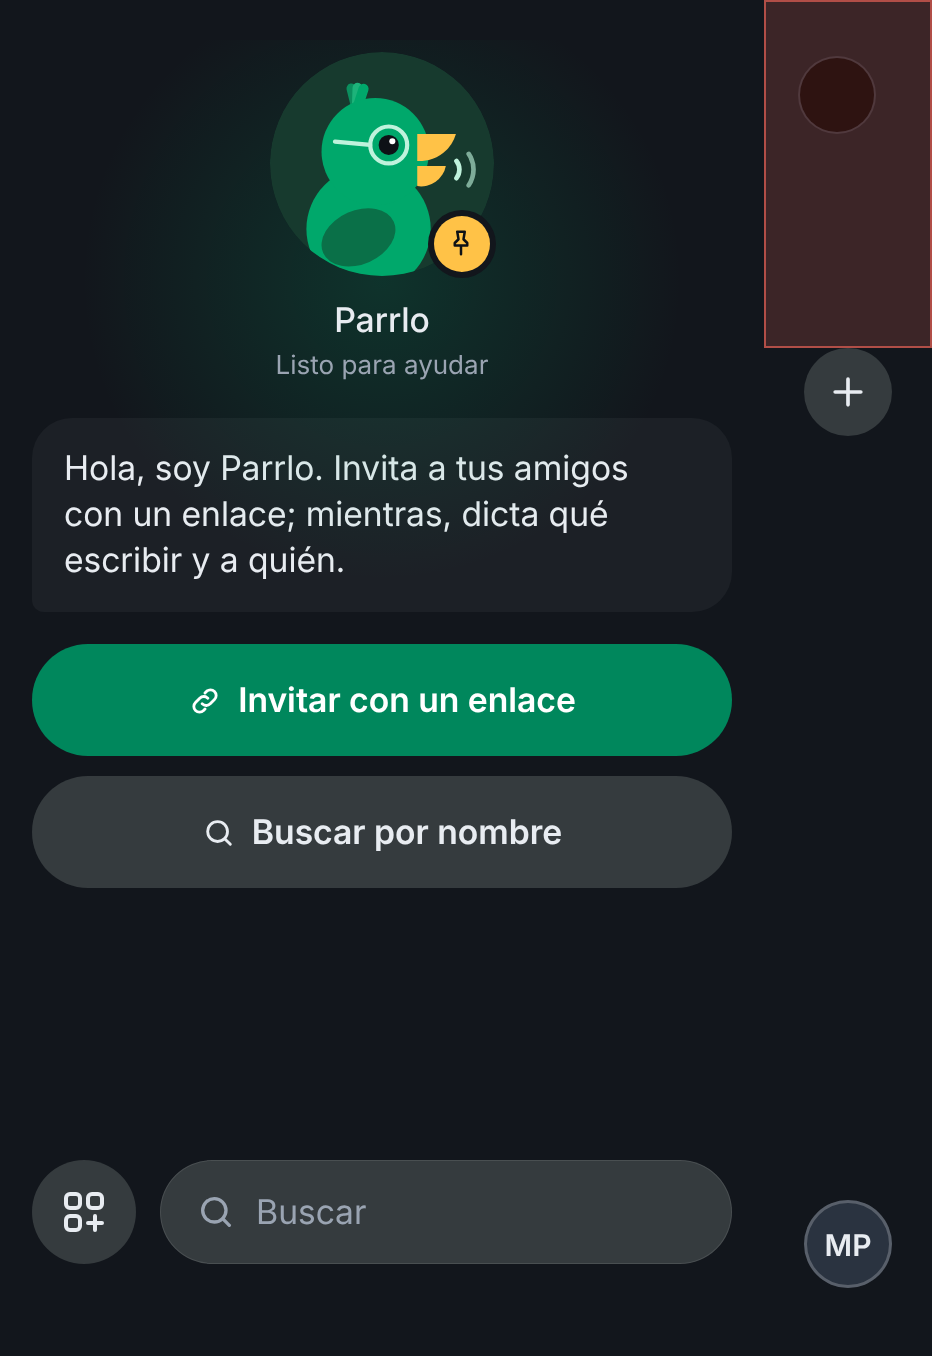 Parrlo
Listo para ayudar
Hola, soy Parrlo. Invita a tus amigos
con un enlace; mientras, dicta qué
escribir y a quién.
Invitar con un enlace
Buscar por nombre
Buscar
MP